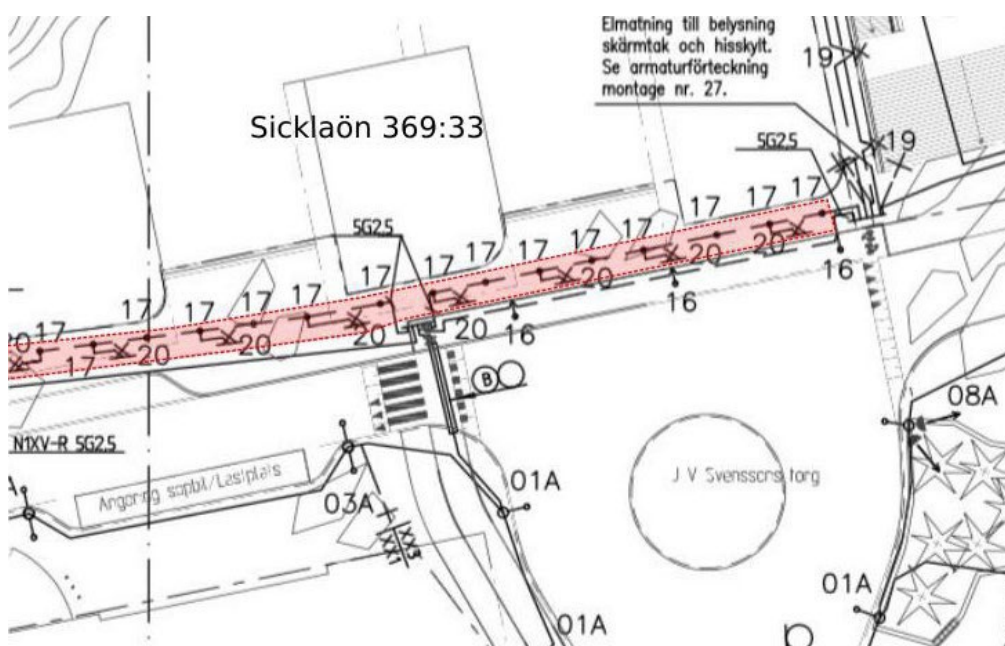 Elmatning till belysning
skärmtak och hisskylt.
Se armaturförteckning
montage nr. 27.
19
Sicklaön 369:33
5G2,5
19
17
17
17
5G2,5
17
17
17
17
17
20
17
20
16
17
17
17
17
20
20
16
17
20
20
16
17
20
20
B
08A
N1XV-R 5G2,5
J V Svenssons torg
Angöring sopbil/Lastplats
01A
03A
XX3
XX1
01A
01A